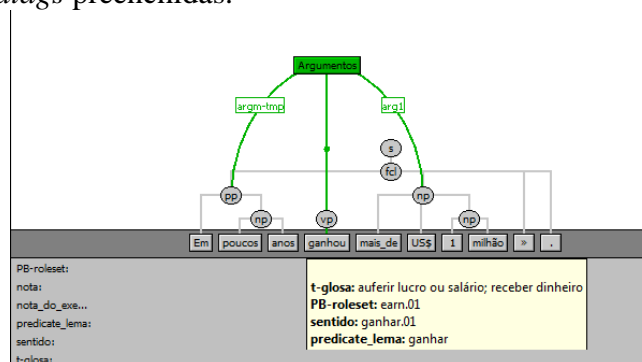 preenchidas.
Argumentos
argm-tmp arg1
s
fcl
pp np
np vp np
Em poucos anos ganhou mais_de US$ 1 milhão » .
PB-roleset:
nota:
nota_do_exe...
predicate_lema:
sentido:
t-glosa:
t-glosa: auferir lucro ou salário; receber dinheiro
PB-roleset: earn.01
sentido: ganhar.01
predicate_lema: ganhar